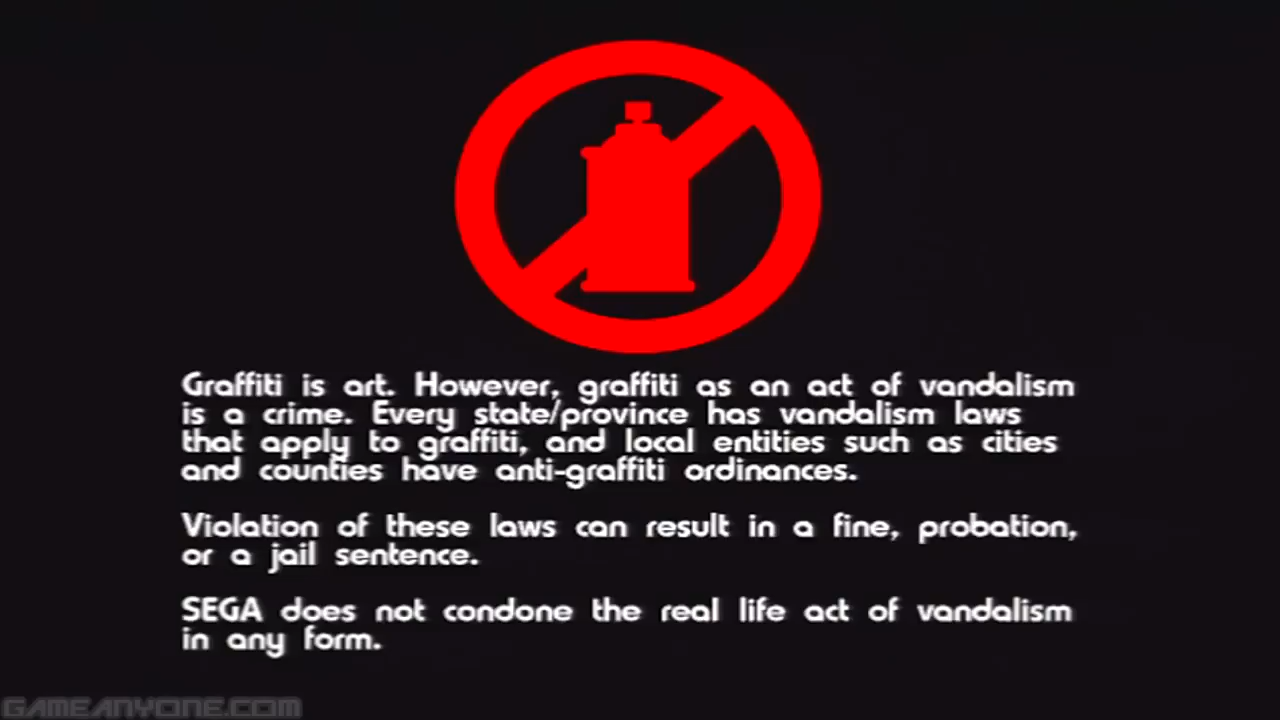 Graffiti is art. However, graffiti as an act of vandalism
is a crime. Every state/province has vandalism laws
that apply to graffiti, and local entities such as cities
and counties have anti-graffiti ordinances.
Violation of these laws can result in a fine, probation,
or a jail sentence.
SEGA does not condone the real life act of vandalism
in any form.
GAMEANYONE.COM